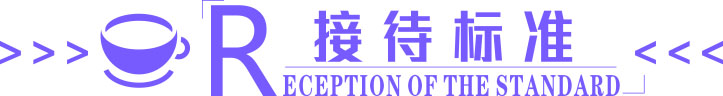 > > > 接待标准 < < <
RECEPTION OF THE STANDARD